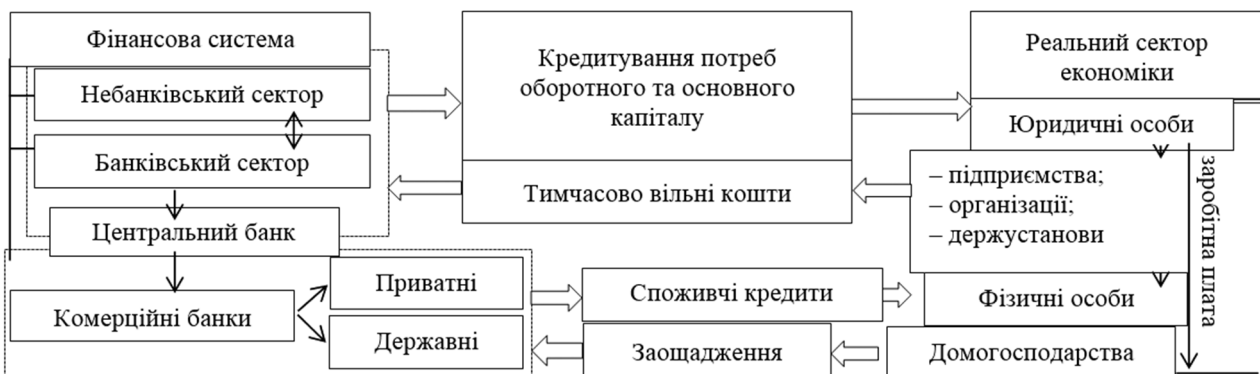 Фінансова система
Небанківський сектор
Банківський сектор
Центральний банк
Комерційні банки
Приватні
Державні
Кредитування потреб
оборотного та основного
капіталу
Тимчасово вільні кошти
Споживчі кредити
Заощадження
Реальний сектор
економіки
Юридичні особи
– підприємства;
– організації;
– держустанови
заробітна плата
Фізичні особи
Домогосподарства